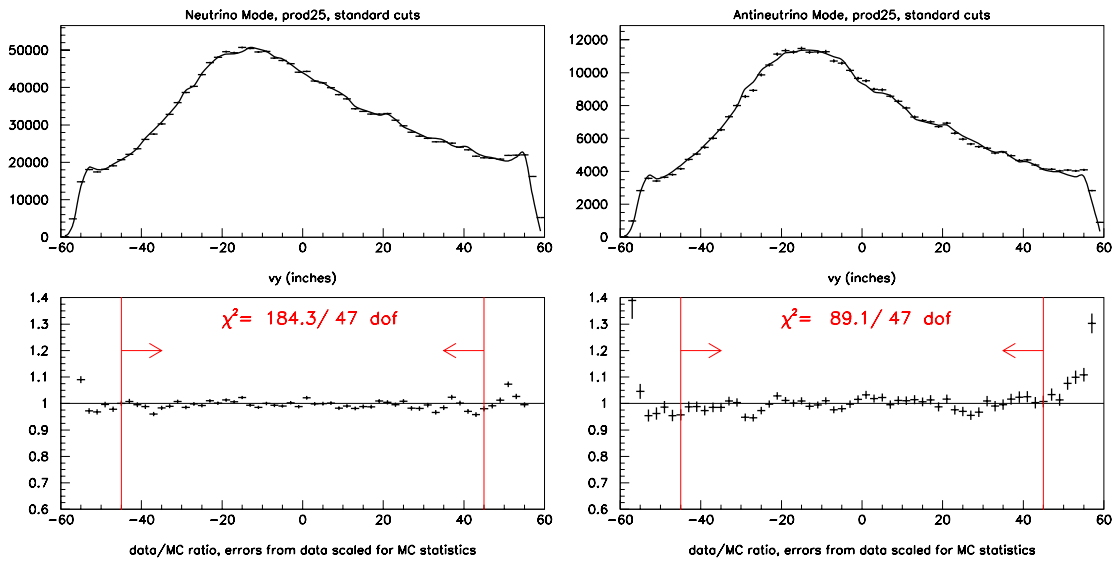 Neutrino Mode, prod25, standard cuts
50000
40000
30000
20000
10000
0
−60 −40 −20 0 20 40 60
vy (inches)
Antineutrino Mode, prod25, standard cuts
12000
10000
8000
6000
4000
2000
0
−60 −40 −20 0 20 40 60
vy (inches)
1.4
1.3
1.2
1.1
1
0.9
0.8
0.7
0.6
χ²= 184.3/ 47 dof
−60 −40 −20 0 20 40 60
data/MC ratio, errors from data scaled for MC statistics
1.4
1.3
1.2
1.1
1
0.9
0.8
0.7
0.6
χ²= 89.1/ 47 dof
−60 −40 −20 0 20 40 60
data/MC ratio, errors from data scaled for MC statistics